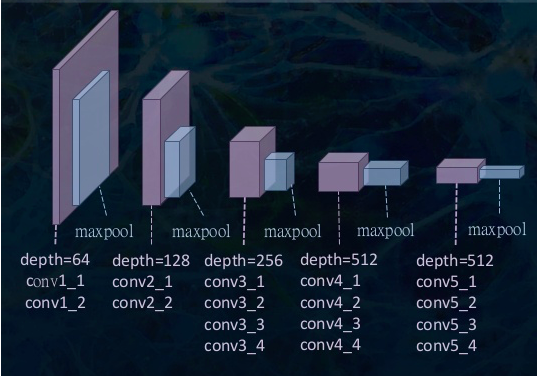 maxpool
maxpool
maxpool
maxpool
maxpool
depth=64
conv1_1
conv1_2
depth=128
conv2_1
conv2_2
depth=256
conv3_1
conv3_2
conv3_3
conv3_4
depth=512
conv4_1
conv4_2
conv4_3
conv4_4
depth=512
conv5_1
conv5_2
conv5_3
conv5_4